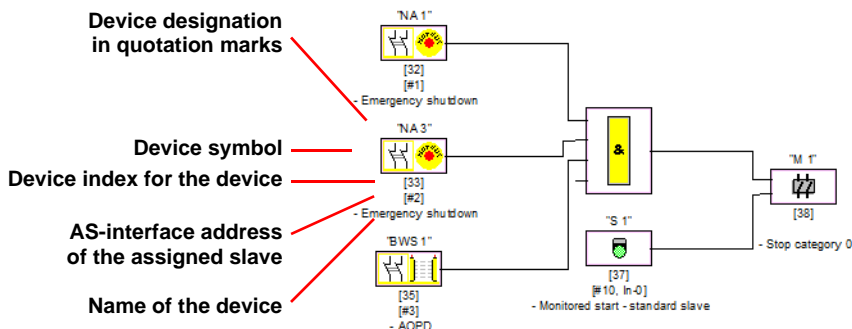 Device designation
in quotation marks
Device symbol
Device index for the device
AS-interface address
of the assigned slave
Name of the device
"NA 1"
[32]
[#1]
- Emergency shutdown
"NA 3"
[33]
[#2]
- Emergency shutdown
"BWS 1"
[35]
[#3]
- AOPD
&
"S 1"
[37]
[#10, In-0]
- Monitored start - standard slave
"M 1"
[38]
- Stop category 0